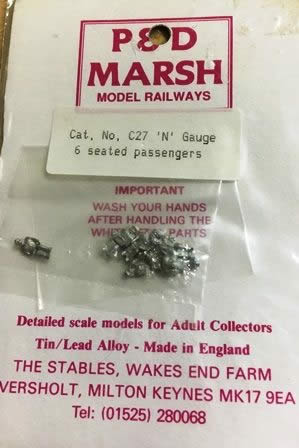 P&D
MARSH
MODEL RAILWAYS
Cat. No. C27 'N' Gauge
6 seated passengers
IMPORTANT
WASH YOUR HANDS
AFTER HANDLING THE
PARTS
Detailed scale models for Adult Collectors
Tin/Lead Alloy - Made in England
THE STABLES, WAKES END FARM
VERSHOLT, MILTON KEYNES MK17 9EA
Tel: (01525) 280068